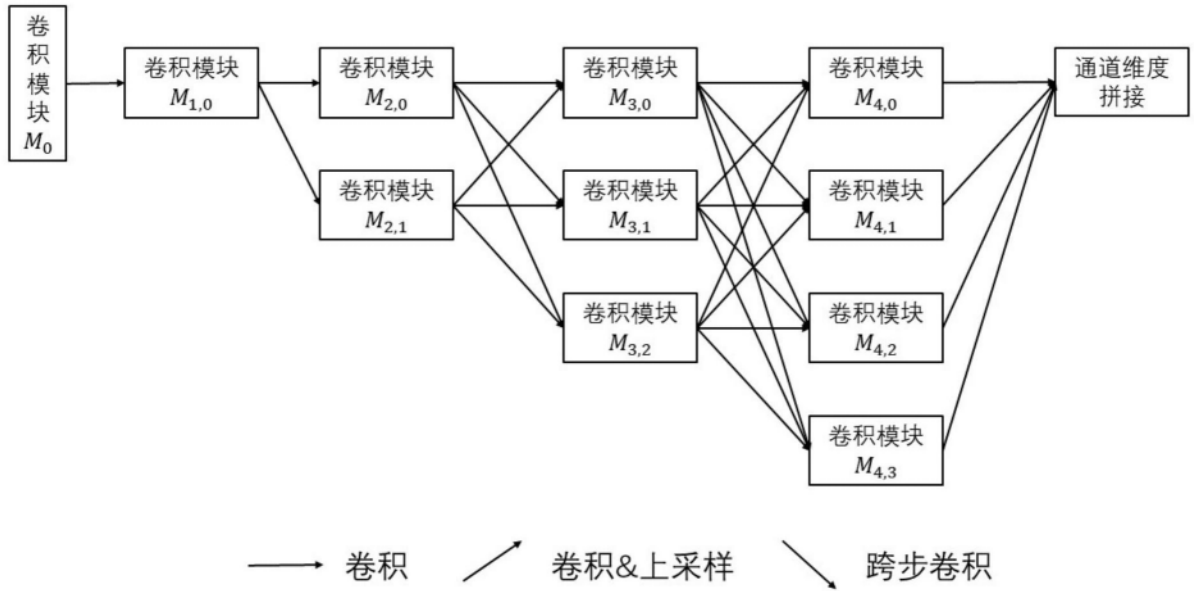 卷
积
模
块
M₀
卷积模块
M₁,₀
卷积模块
M₂,₀
卷积模块
M₃,₀
卷积模块
M₄,₀
通道维度
拼接
卷积模块
M₂,₁
卷积模块
M₃,₁
卷积模块
M₄,₁
卷积模块
M₃,₂
卷积模块
M₄,₂
卷积模块
M₄,₃
卷积
卷积&上采样
跨步卷积